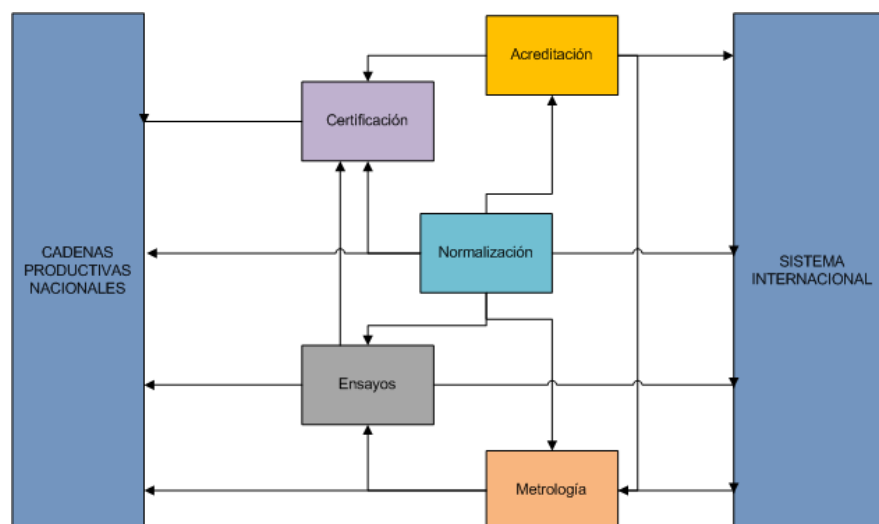 Acreditación
Certificación
Normalización
CADENAS
PRODUCTIVAS
NACIONALES
SISTEMA
INTERNACIONAL
Ensayos
Metrología